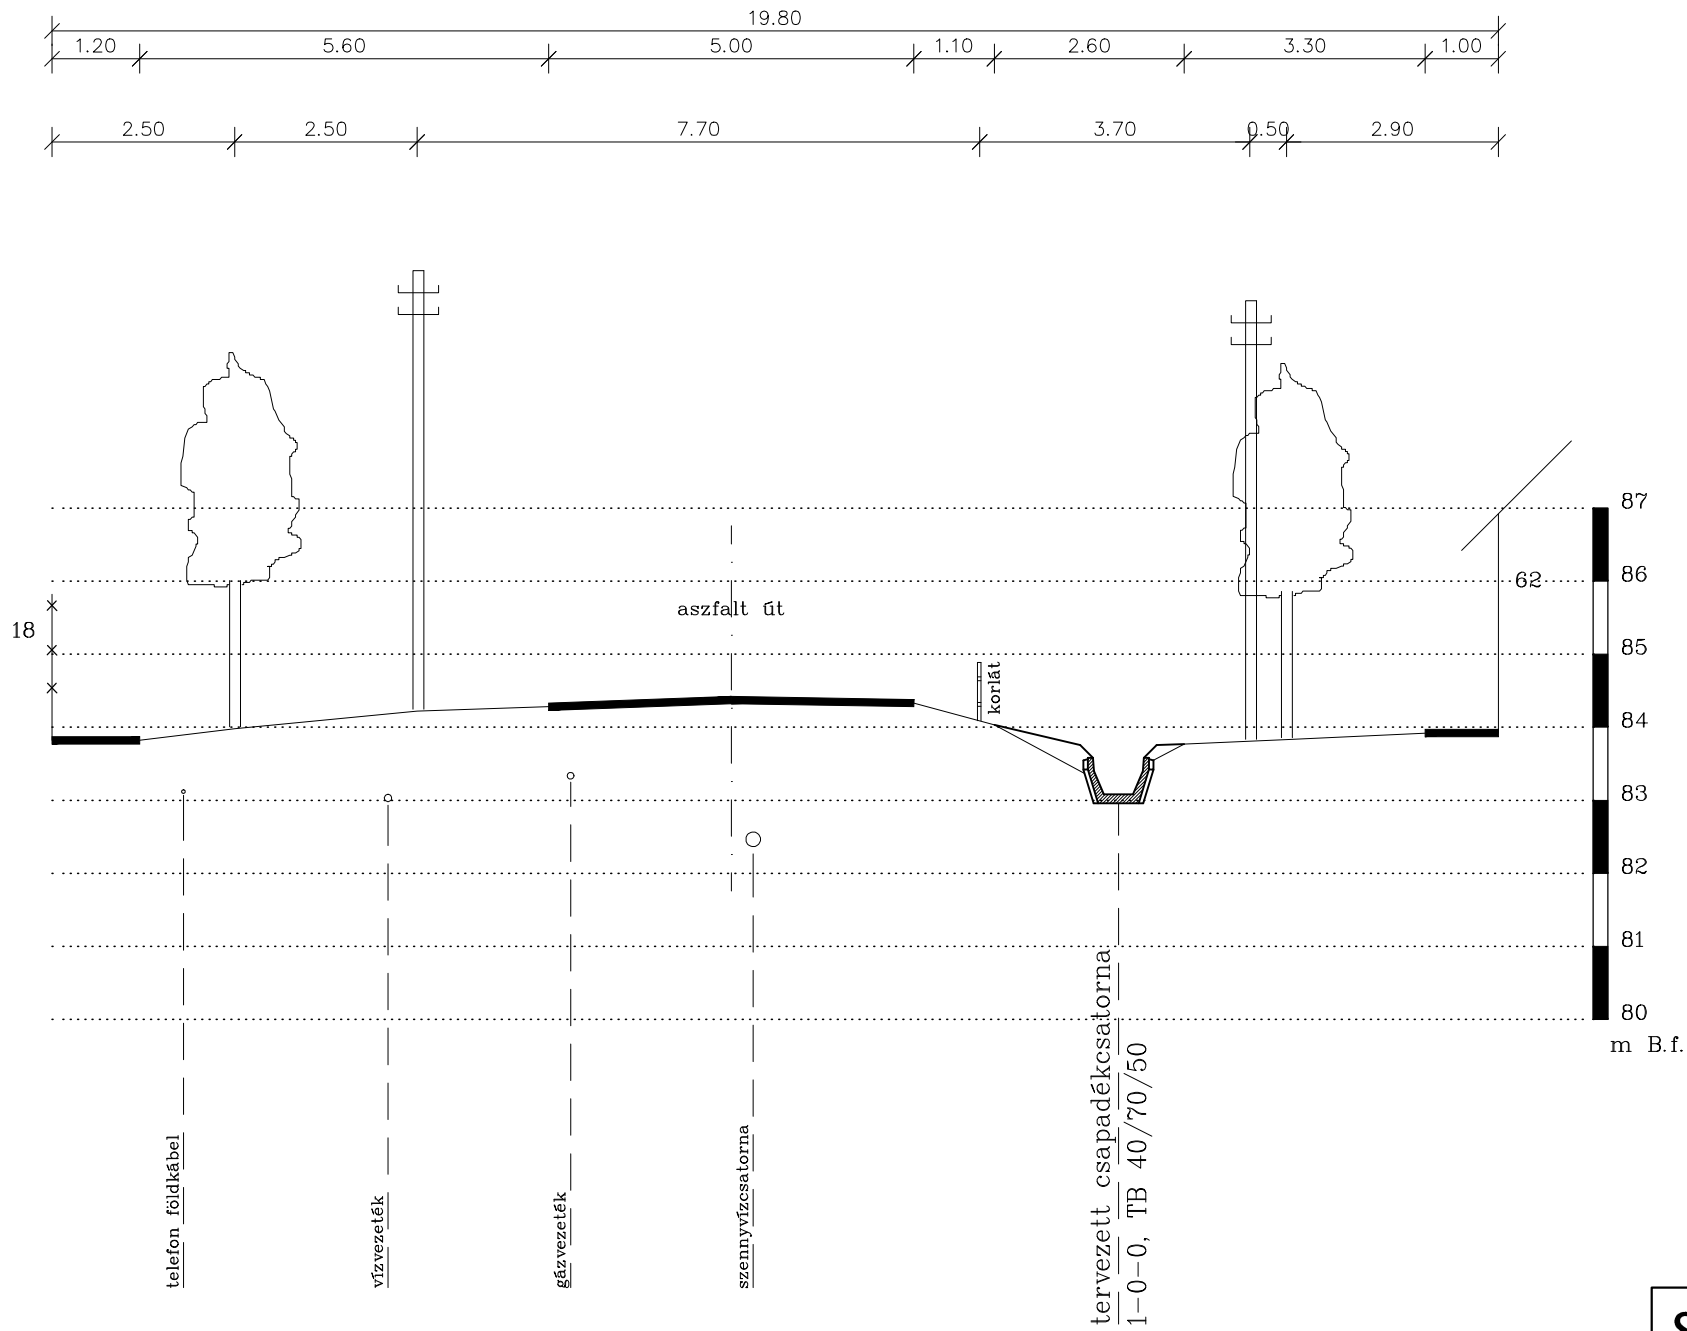 19.80
1.20 5.60 5.00 1.10 2.60 3.30 1.00
2.50 2.50 7.70 3.70 0.50 2.90
87
86
62
aszfalt út
18
85
korlát
84
83
82
81
80
m B.f.
telefon földkábel
vízvezeték
gázvezeték
szennyvízcsatorna
tervezett csapadékcsatorna
1-0-0, TB 40/70/50